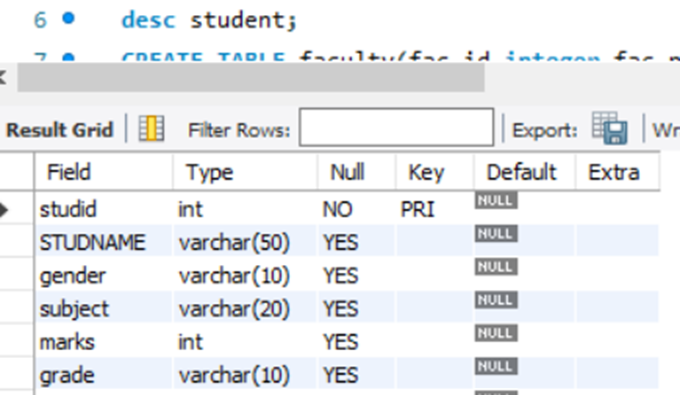 6 desc student;
7 CREATE TABLE faculty(fac_id integer, fac_n
Result Grid Filter Rows: Export: Wr
Field Type Null Key Default Extra
studid int NO PRI NULL
STUDNAME varchar(50) YES NULL
gender varchar(10) YES NULL
subject varchar(20) YES NULL
marks int YES NULL
grade varchar(10) YES NULL